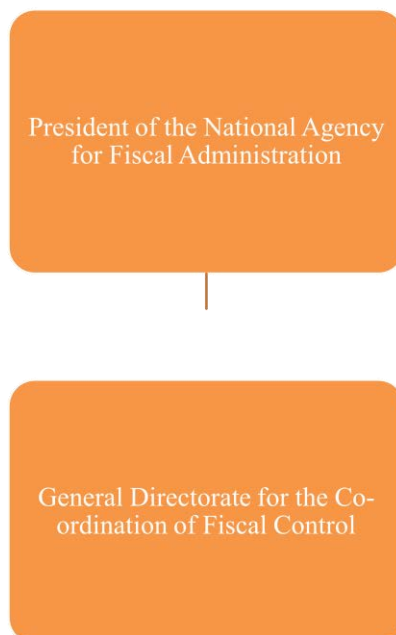 President of the National Agency
for Fiscal Administration
General Directorate for the Co-
ordination of Fiscal Control